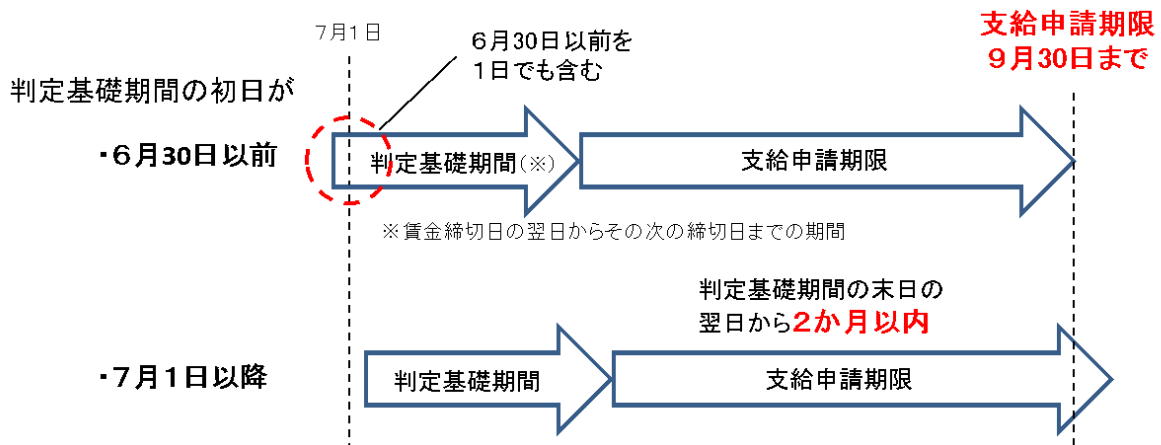 7月1日
６月30日以前を
１日でも含む
支給申請期限
９月30日まで
判定基礎期間の初日が
・６月30日以前
判定基礎期間(※)
支給申請期限
※賃金締切日の翌日からその次の締切日までの期間
判定基礎期間の末日の
翌日から２か月以内
・７月１日以降
判定基礎期間
支給申請期限